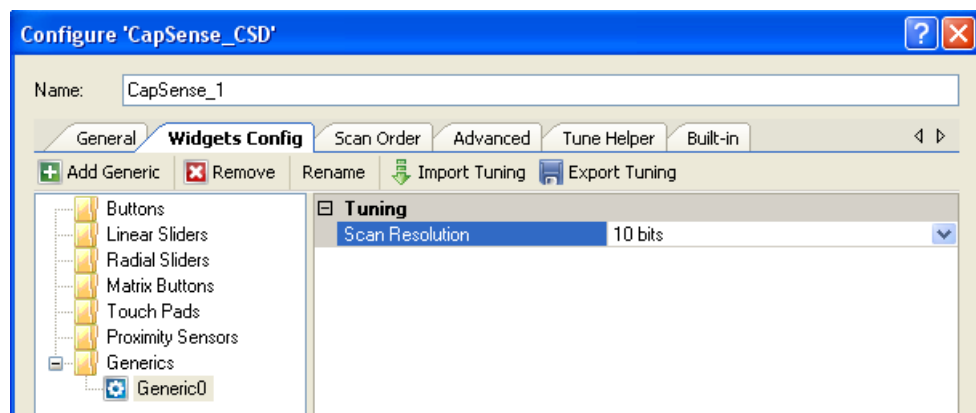 Configure 'CapSense_CSD'
Name: CapSense_1
General Widgets Config Scan Order Advanced Tune Helper Built-in
Add Generic Remove Rename Import Tuning Export Tuning
Buttons
Linear Sliders
Radial Sliders
Matrix Buttons
Touch Pads
Proximity Sensors
Generics
Generic0
Tuning
Scan Resolution 10 bits